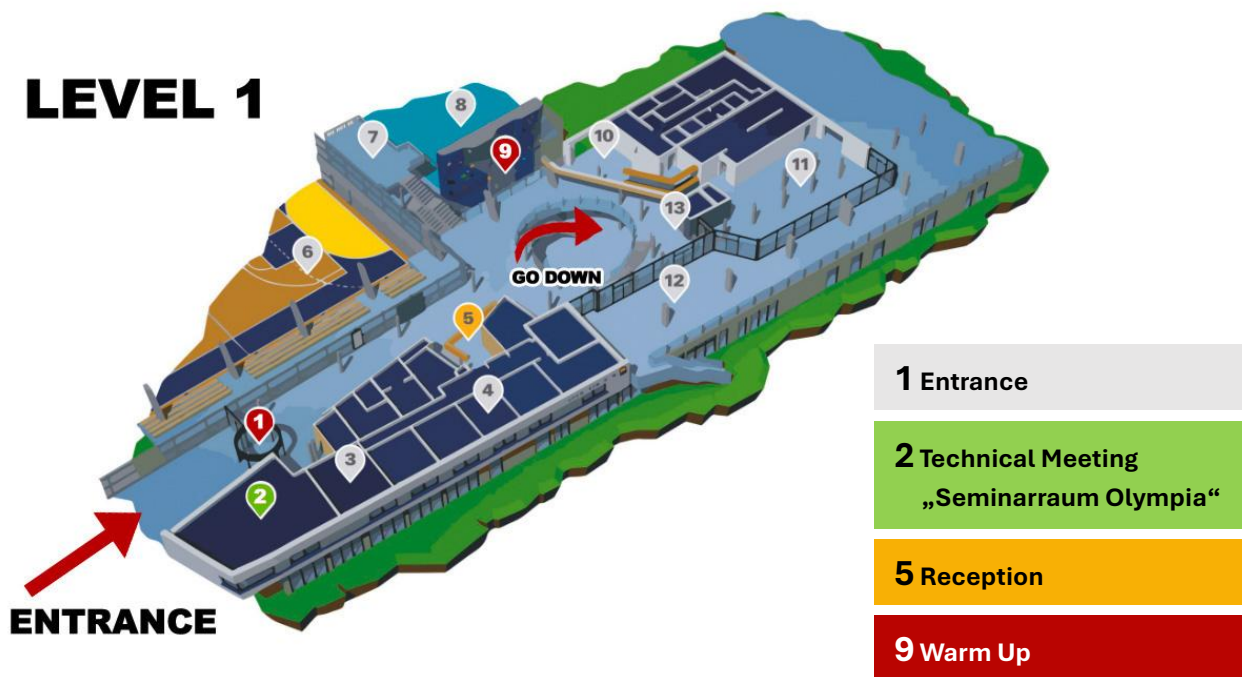 LEVEL 1
8
7
9
10
11
13
6
GO DOWN
12
5
4
1
3
2
ENTRANCE
1 Entrance
2 Technical Meeting
„Seminarraum Olympia“
5 Reception
9 Warm Up